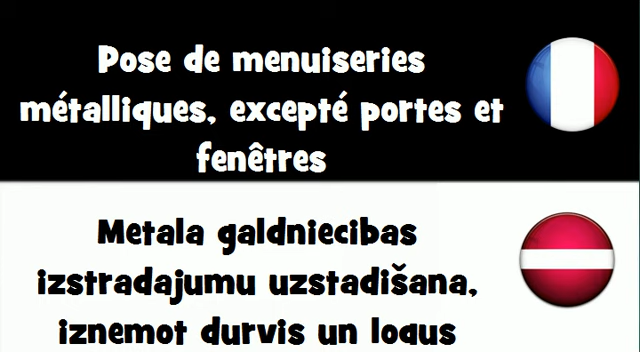 Pose de menuiseries
métalliques, excepté portes et
fenêtres
Metala galdniecibas
izstradajumu uzstadišana,
iznemot durvis un logus